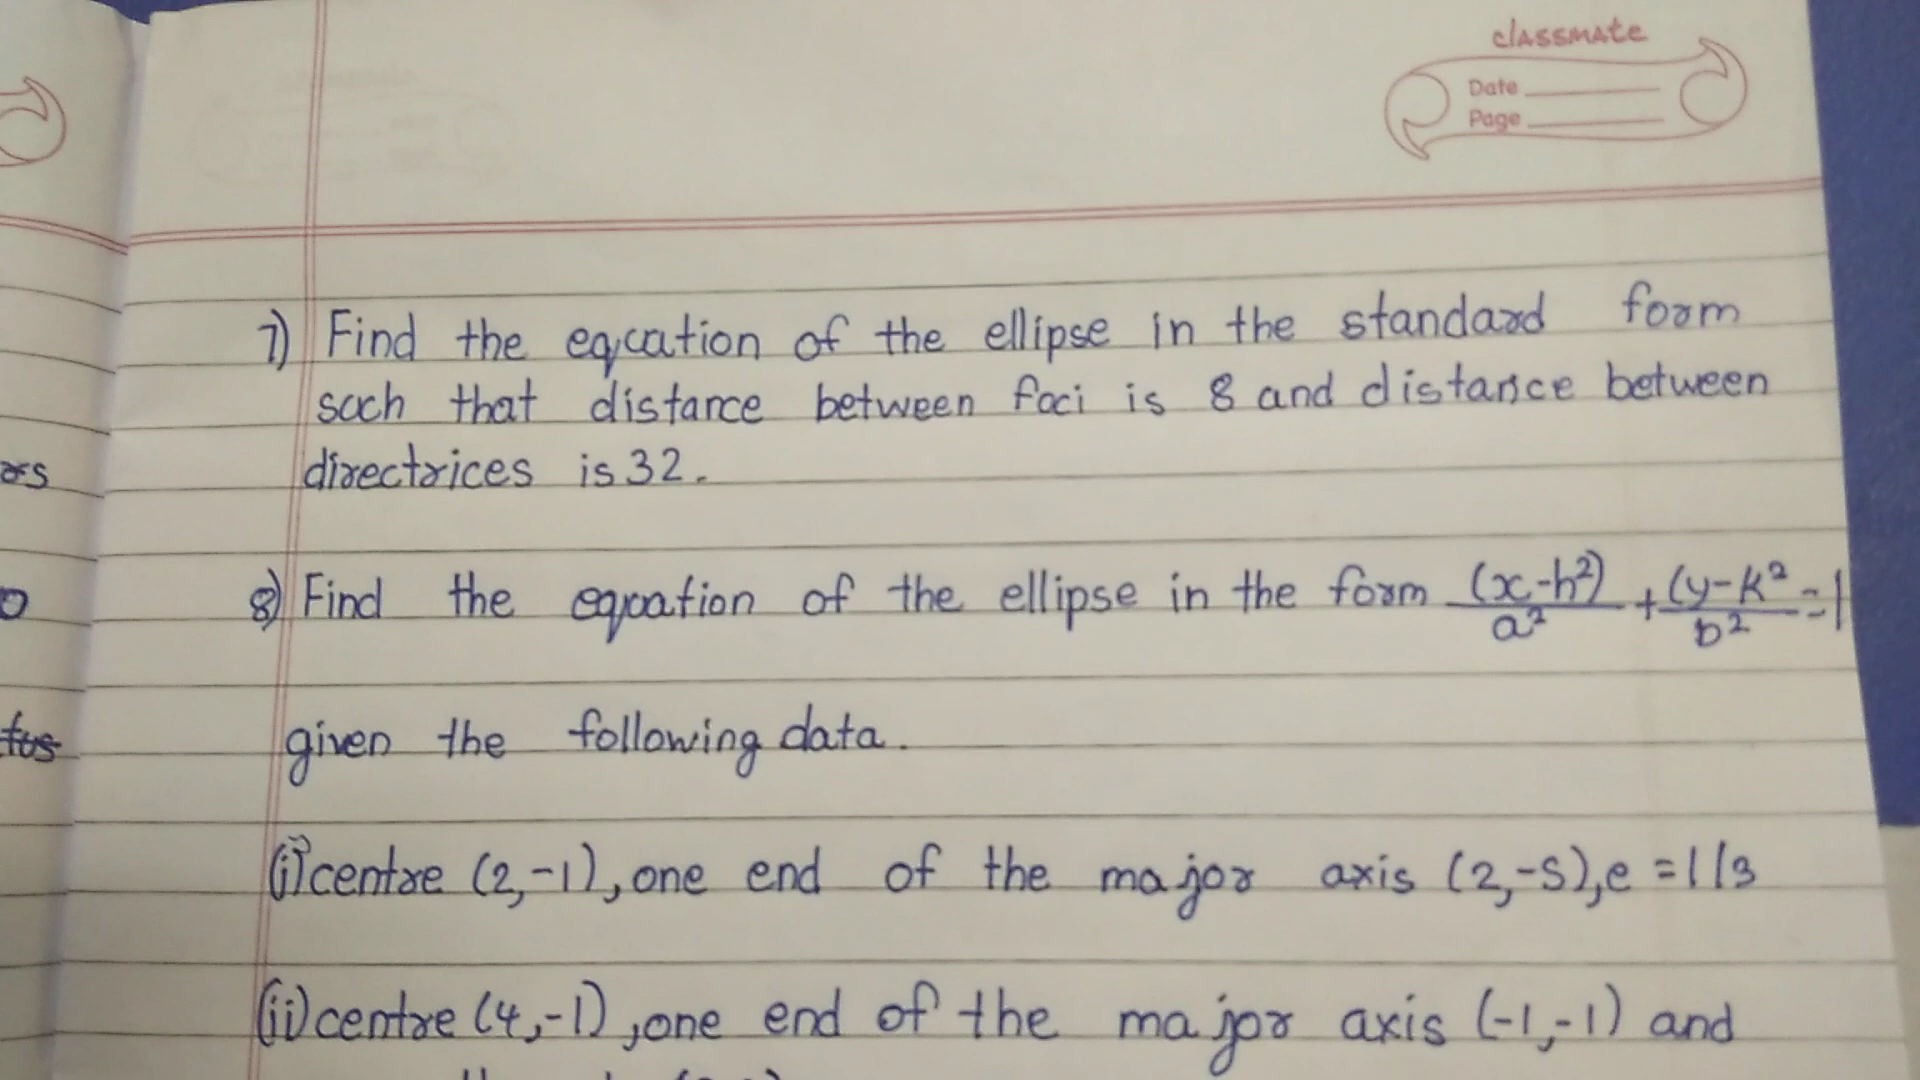 classmate
Date
Page
7) Find the eqcation of the ellipse in the standard form
such that distance between foci is 8 and distance between
directrices is 32.
ors
8) Find the equation of the ellipse in the form (x-h²)/a² + (y-k²/b² = 1
given the following data.
(i) centre (2,-1), one end of the major axis (2,-5), e = 1/3
(ii) centre (4,-1), one end of the major axis (-1,-1) and